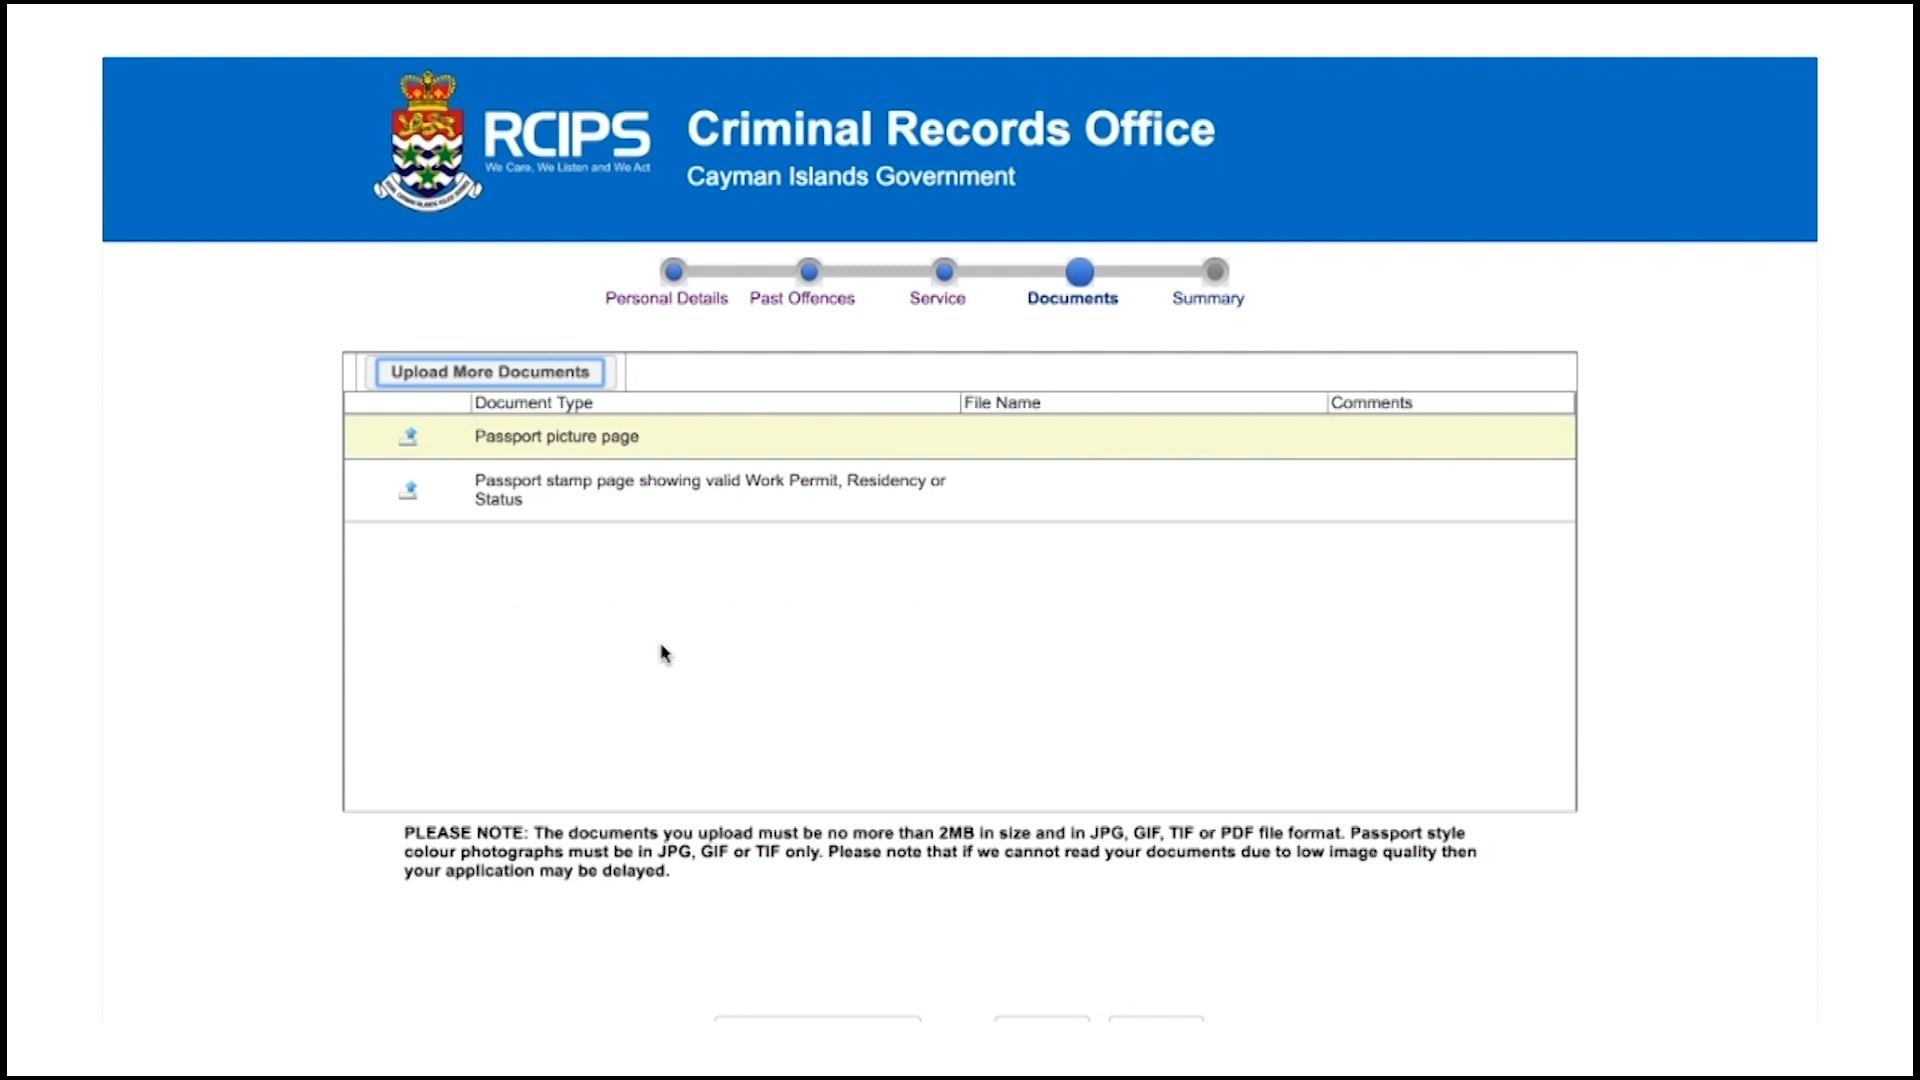 RCIPS
We Care, We Listen and We Act
Criminal Records Office
Cayman Islands Government
Personal Details
Past Offences
Service
Documents
Summary
Upload More Documents
Document Type
File Name
Comments
Passport picture page
Passport stamp page showing valid Work Permit, Residency or
Status
PLEASE NOTE: The documents you upload must be no more than 2MB in size and in JPG, GIF, TIF or PDF file format. Passport style
colour photographs must be in JPG, GIF or TIF only. Please note that if we cannot read your documents due to low image quality then
your application may be delayed.